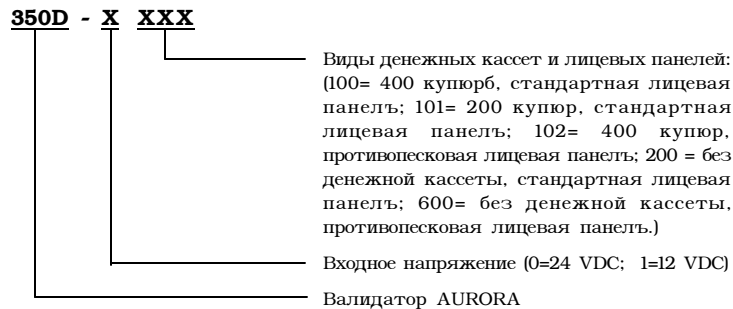 350D - X XXX
Виды денежных кассет и лицевых панелей:
(100= 400 купюрб, стандартная лицевая
панелъ; 101= 200 купюр, стандартная
лицевая панелъ; 102= 400 купюр,
противопесковая лицевая панелъ; 200 = без
денежной кассеты, стандартная лицевая
панелъ; 600= без денежной кассеты,
противопесковая лицевая панелъ.)
Входное напряжение (0=24 VDC; 1=12 VDC)
Валидатор AURORA